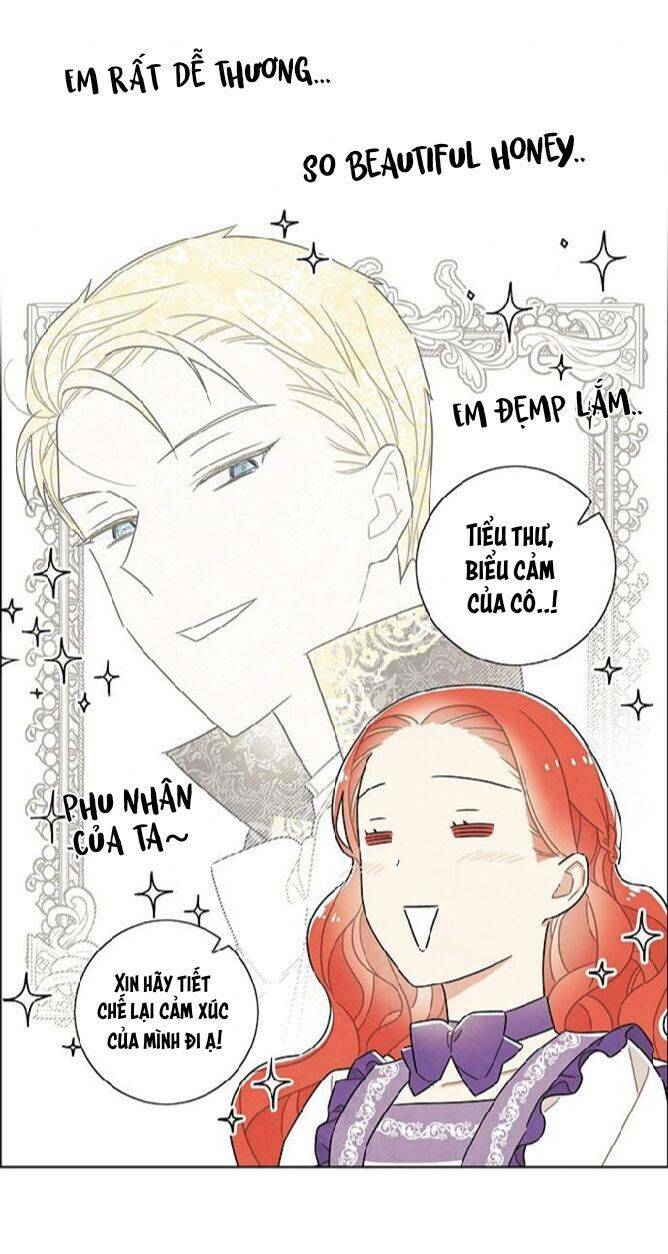 EM RẤT DỄ THƯƠNG...
SO BEAUTIFUL HONEY..
EM ĐẸMP LẮM..
TIỂU THƯ,
BIỂU CẢM
CỦA CÔ..!
PHU NHÂN
CỦA TA~
XIN HÃY TIẾT
CHẾ LẠI CẢM XÚC
CỦA MÌNH ĐI Ạ!